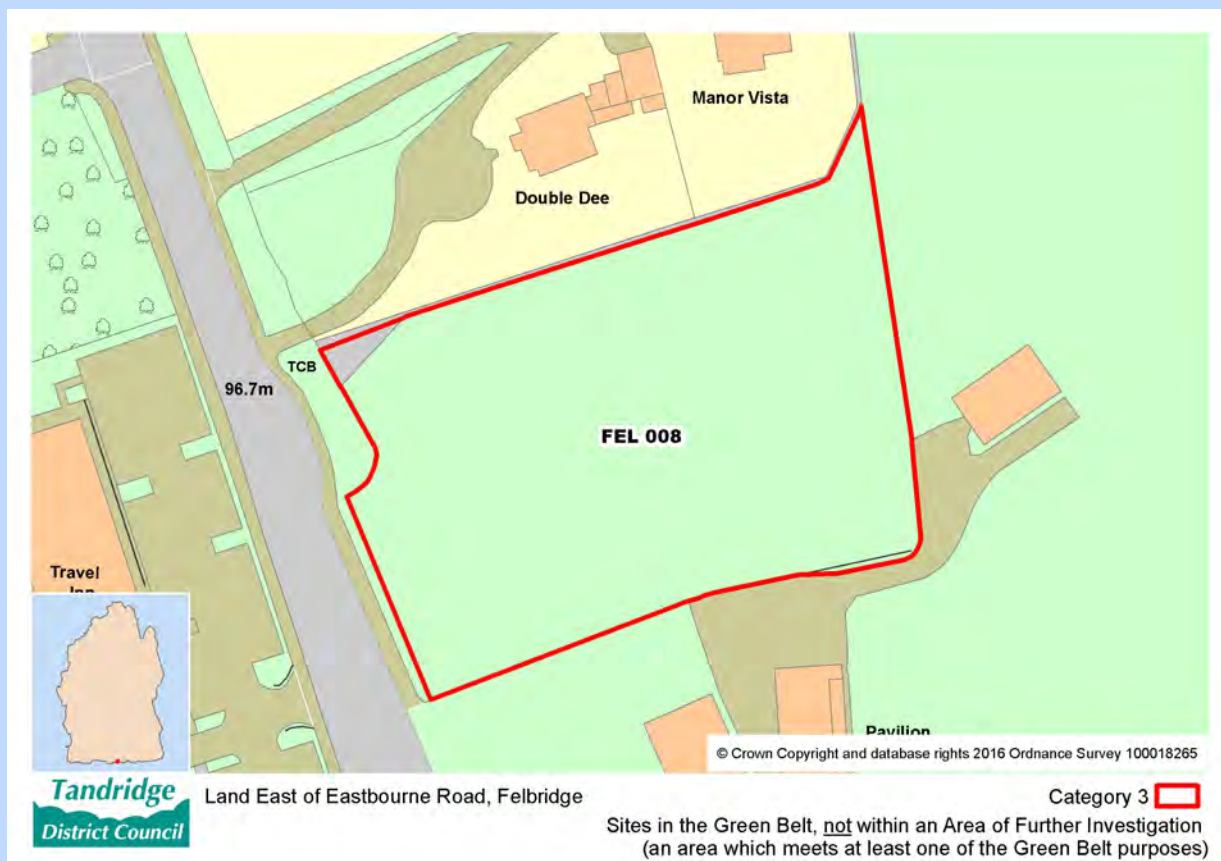 Manor Vista
Double Dee
TCB
96.7m
FEL 008
Travel
Inn
Pavilion
© Crown Copyright and database rights 2016 Ordnance Survey 100018265
Tandridge
District Council
Land East of Eastbourne Road, Felbridge
Category 3
Sites in the Green Belt, not within an Area of Further Investigation
(an area which meets at least one of the Green Belt purposes)